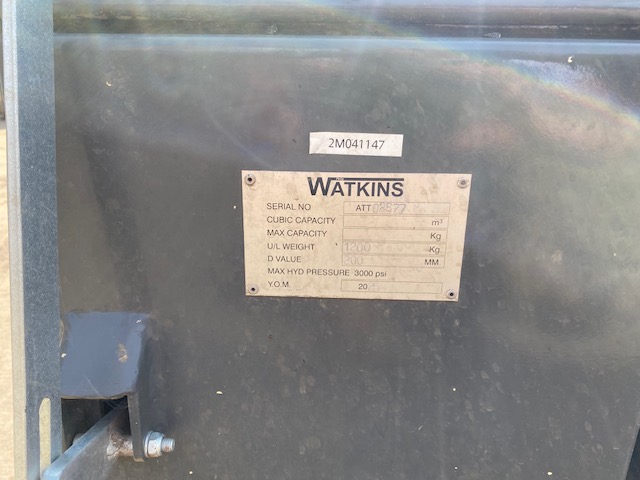 2M041147
WATKINS
SERIAL NO ATT
CUBIC CAPACITY m³
MAX CAPACITY Kg
U/L WEIGHT 1200 Kg
D VALUE MM
MAX HYD PRESSURE 3000 psi
Y.O.M. 20